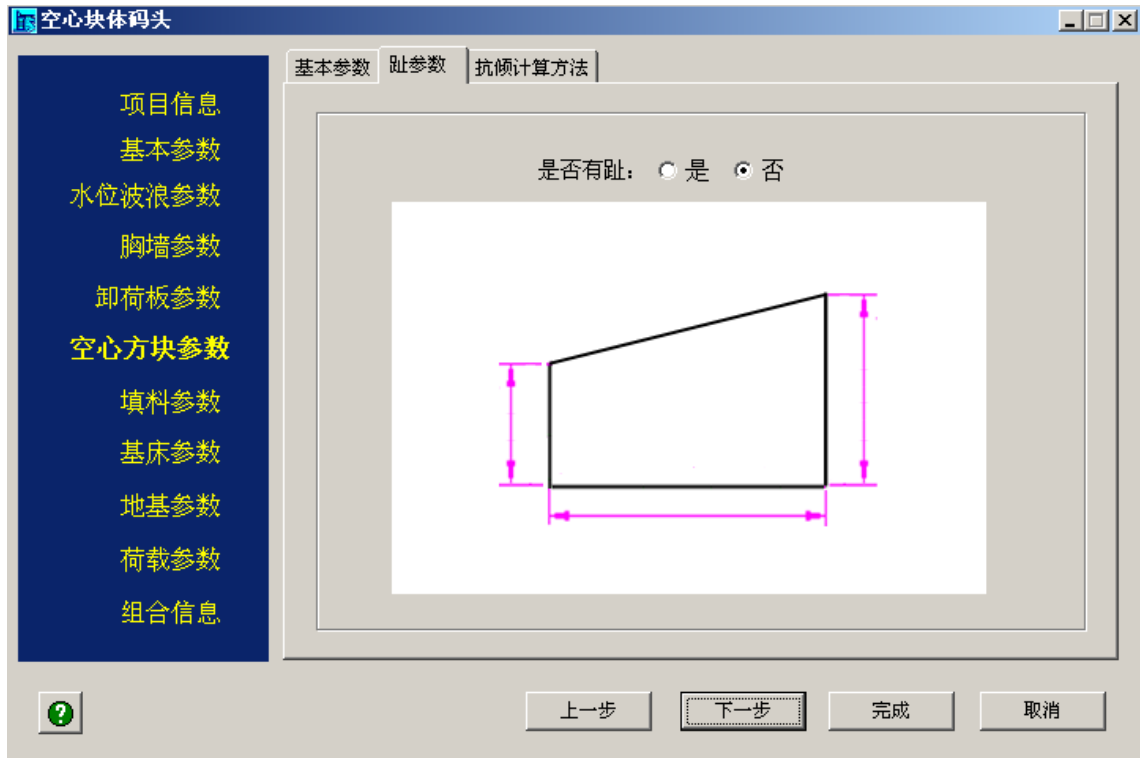 空心块体码头
项目信息
基本参数
水位波浪参数
胸墙参数
卸荷板参数
空心方块参数
填料参数
基床参数
地基参数
荷载参数
组合信息
基本参数 趾参数 抗倾计算方法
是否有趾： 是 否
上一步 下一步 完成 取消